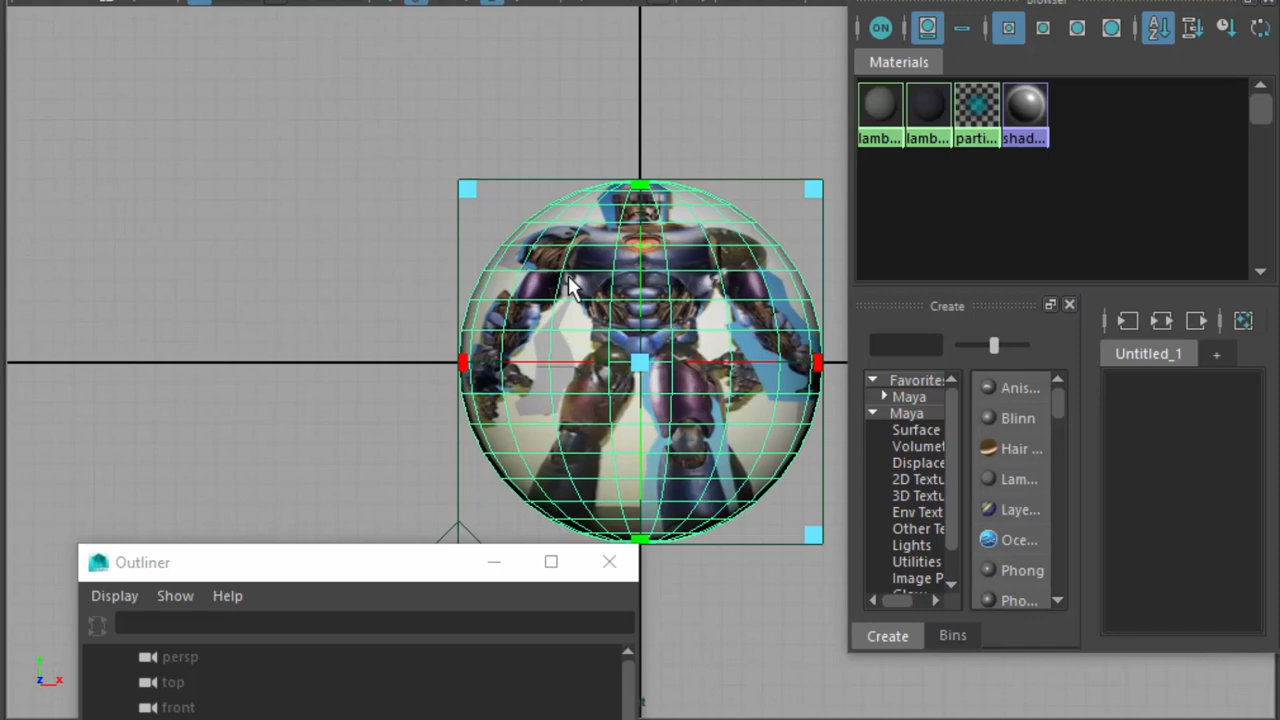 Browser
ON
A
Z
Materials
lamb...
lamb...
parti...
shad...
Create
Untitled_1
+
Favorite
Maya
Maya
Surface
Volumet
Displace
2D Textu
3D Textu
Env Text
Other Te
Lights
Utilities
Image P
Anis...
Blinn
Hair ...
Lam...
Laye...
Oce...
Phong
Pho...
Create
Bins
Outliner
Display
Show
Help
persp
top
front
y
z
x